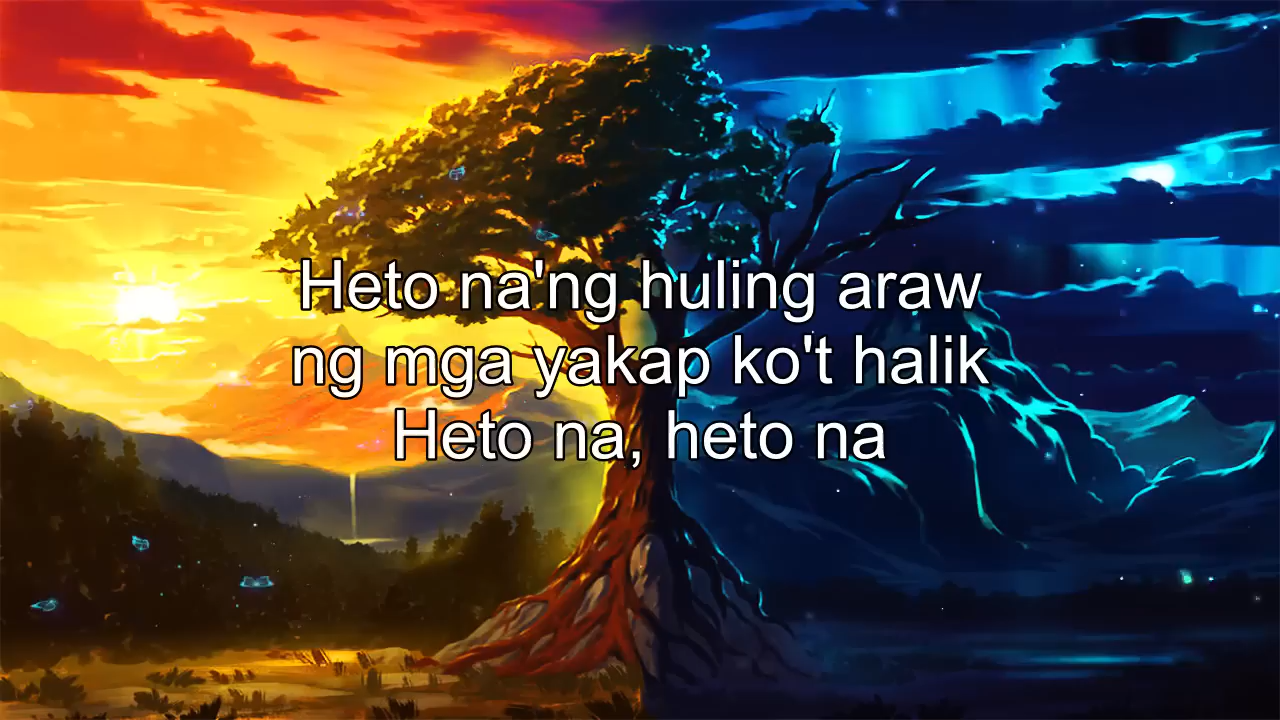 Heto na'ng huling araw
ng mga yakap ko't halik
Heto na, heto na